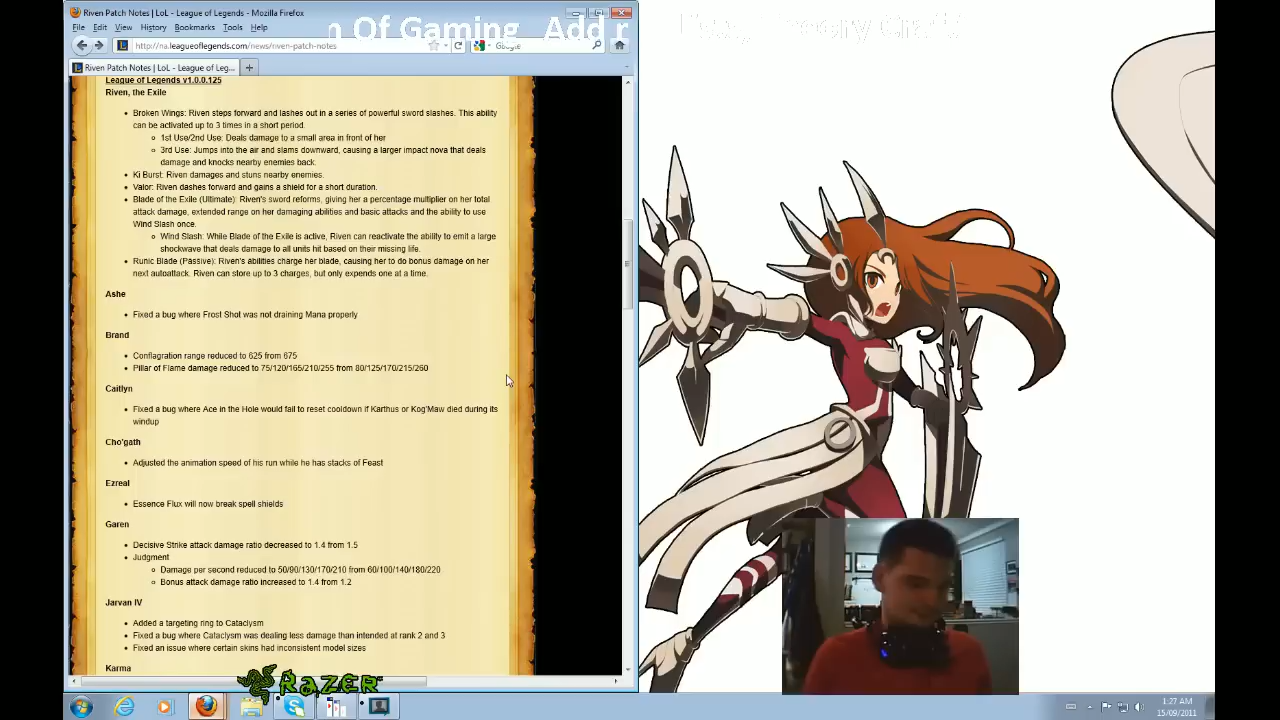 Riven Patch Notes | LoL - League of Legends - Mozilla Firefox
File Edit View History Bookmarks Tools Help
Of Gaming Add
http://na.leagueoflegends.com/news/riven-patch-notes
Google
Riven Patch Notes | LoL - League of Leg...
League of Legends v1.0.0.125
Riven, the Exile
Broken Wings: Riven steps forward and lashes out in a series of powerful sword slashes. This ability
can be activated up to 3 times in a short period.
1st Use/2nd Use: Deals damage to a small area in front of her
3rd Use: Jumps into the air and slams downward, causing a larger impact nova that deals
damage and knocks nearby enemies back.
Ki Burst: Riven damages and stuns nearby enemies.
Valor: Riven dashes forward and gains a shield for a short duration.
Blade of the Exile (Ultimate): Riven's sword reforms, giving her a percentage multiplier on her total
attack damage, extended range on her damaging abilities and basic attacks and the ability to use
Wind Slash once.
Wind Slash: While Blade of the Exile is active, Riven can reactivate the ability to emit a large
shockwave that deals damage to all units hit based on their missing life.
Runic Blade (Passive): Riven's abilities charge her blade, causing her to do bonus damage on her
next autoattack. Riven can store up to 3 charges, but only expends one at a time.
Ashe
Fixed a bug where Frost Shot was not draining Mana properly
Brand
Conflagration range reduced to 625 from 675
Pillar of Flame damage reduced to 75/120/165/210/255 from 80/125/170/215/260
Caitlyn
Fixed a bug where Ace in the Hole would fail to reset cooldown if Karthus or Kog'Maw died during its
windup
Cho'gath
Adjusted the animation speed of his run while he has stacks of Feast
Ezreal
Essence Flux will now break spell shields
Garen
Decisive Strike attack damage ratio decreased to 1.4 from 1.5
Judgment
Damage per second reduced to 50/90/130/170/210 from 60/100/140/180/220
Bonus attack damage ratio increased to 1.4 from 1.2
Jarvan IV
Added a targeting ring to Cataclysm
Fixed a bug where Cataclysm was dealing less damage than intended at rank 2 and 3
Fixed an issue where certain skins had inconsistent model sizes
Karma
RAZER
1:27 AM
15/09/2011